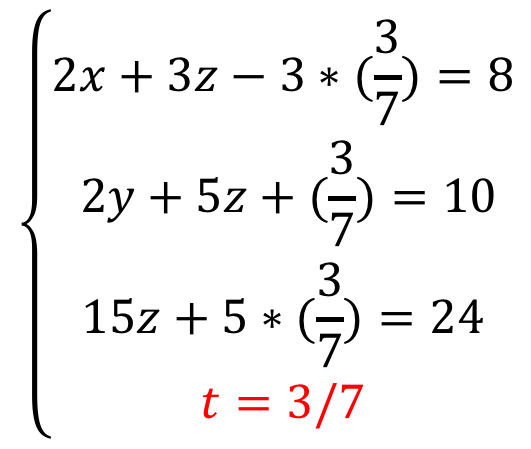 2x + 3z − 3 ∗ (3/7) = 8
2y + 5z + (3/7) = 10
15z + 5 ∗ (3/7) = 24
t = 3/7